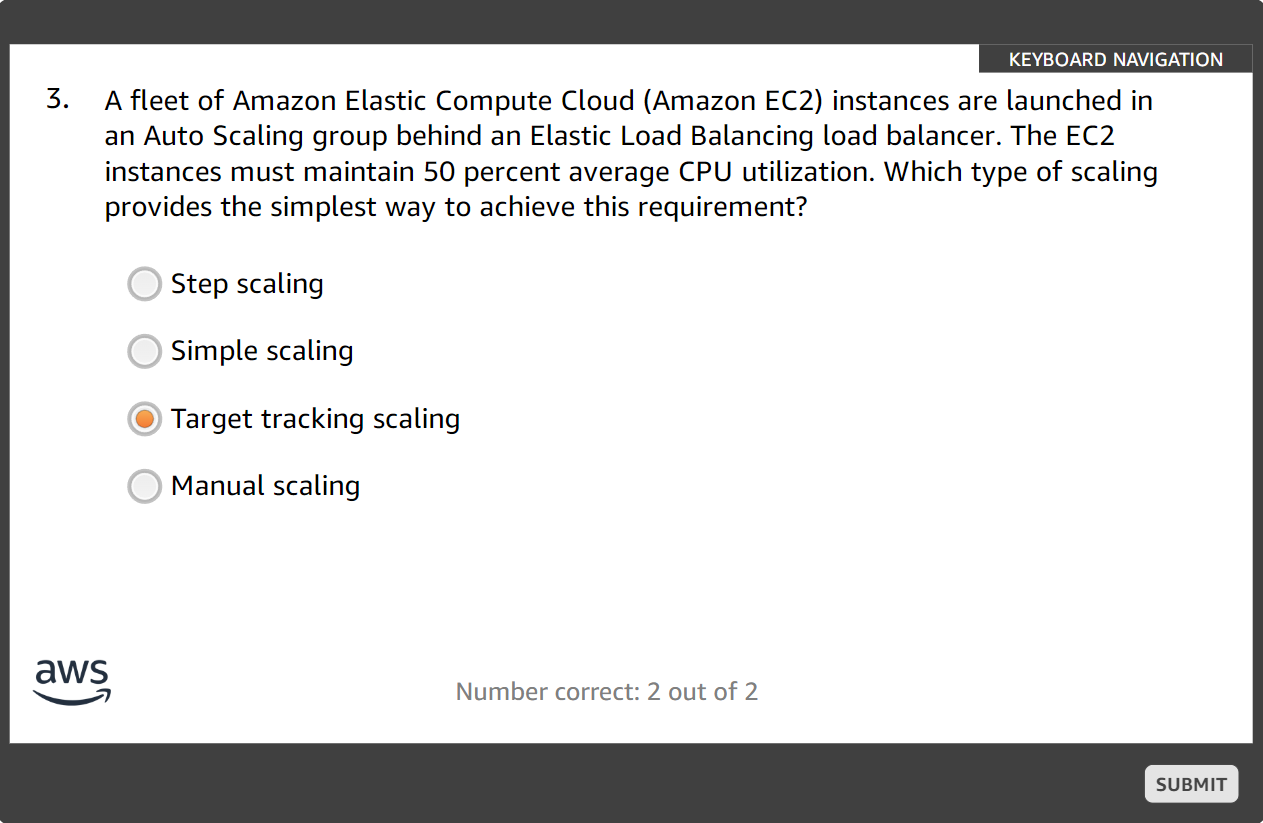 KEYBOARD NAVIGATION
3. A fleet of Amazon Elastic Compute Cloud (Amazon EC2) instances are launched in
an Auto Scaling group behind an Elastic Load Balancing load balancer. The EC2
instances must maintain 50 percent average CPU utilization. Which type of scaling
provides the simplest way to achieve this requirement?
Step scaling
Simple scaling
Target tracking scaling
Manual scaling
aws
Number correct: 2 out of 2
SUBMIT